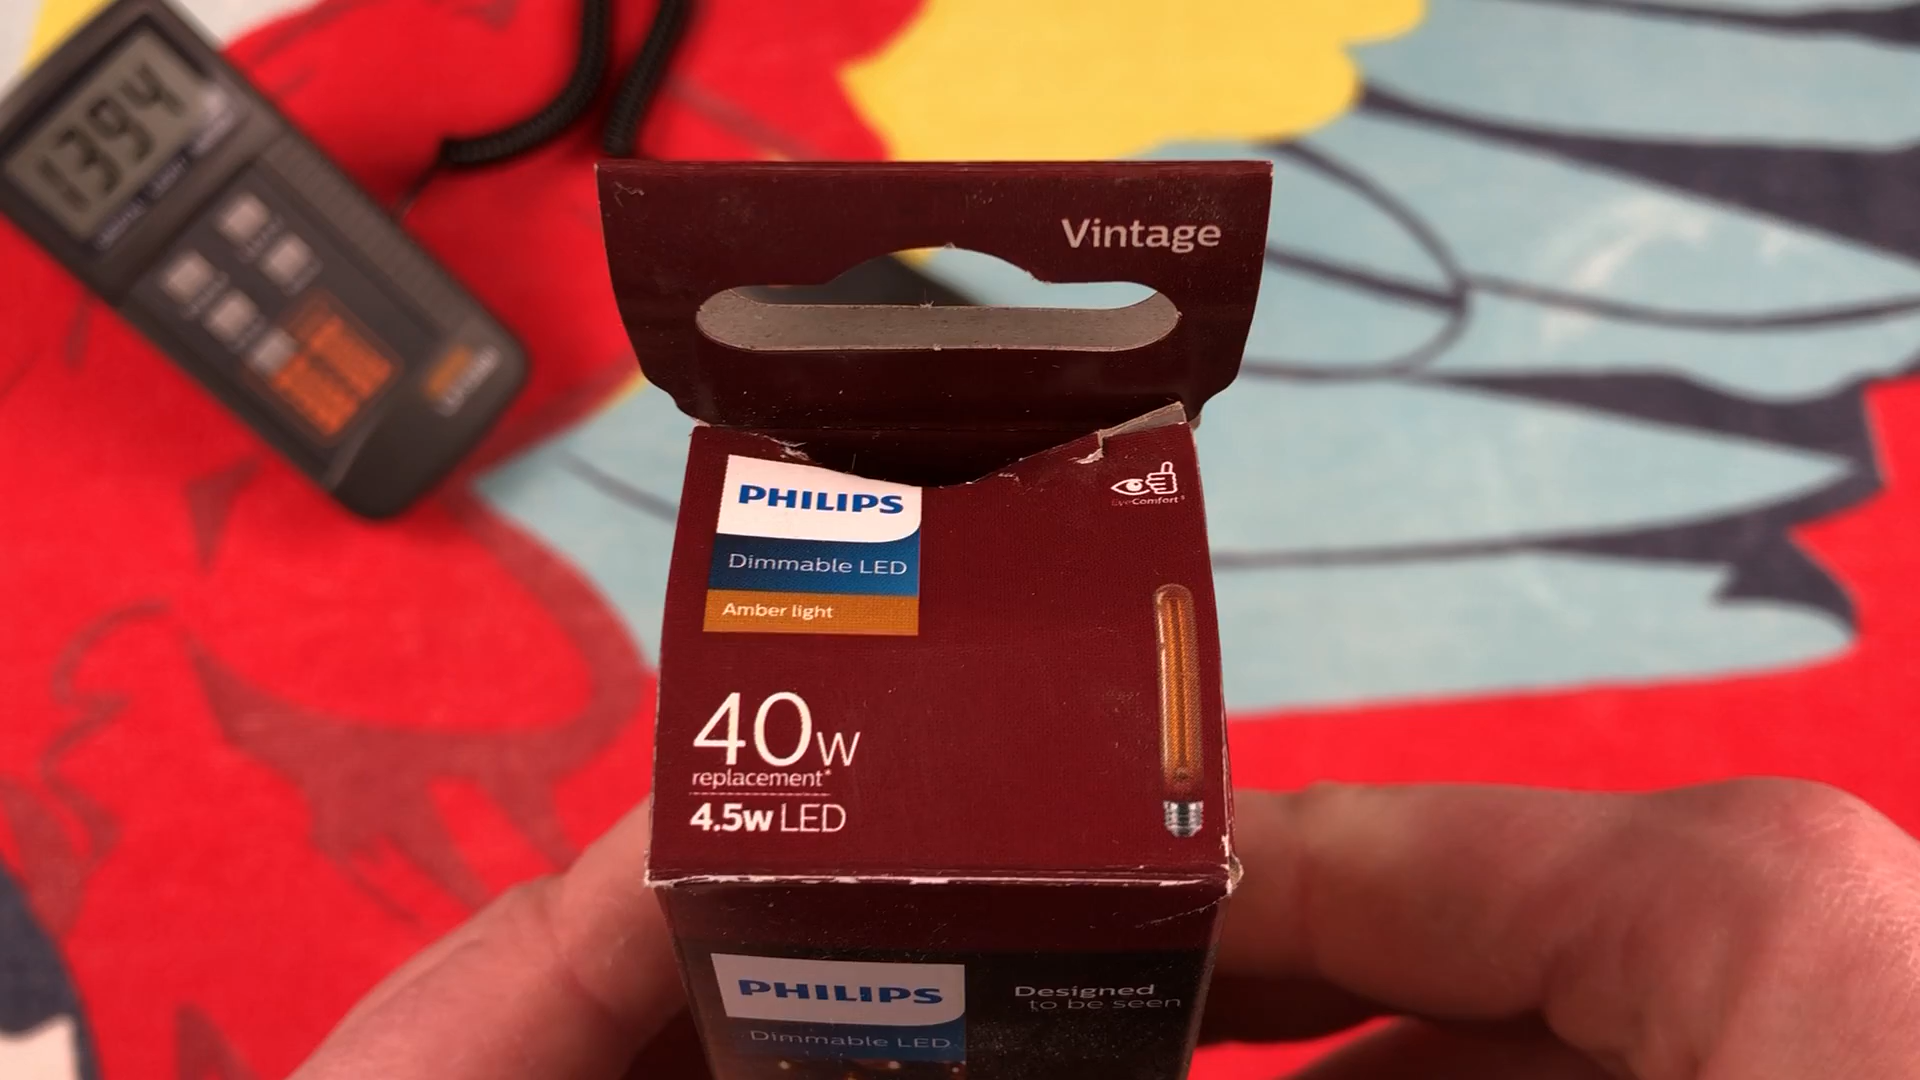 1394
Vintage
PHILIPS
Dimmable LED
Amber light
EyeComfort
40w
replacement*
4.5w LED
PHILIPS
Designed
to be seen
Dimmable LED